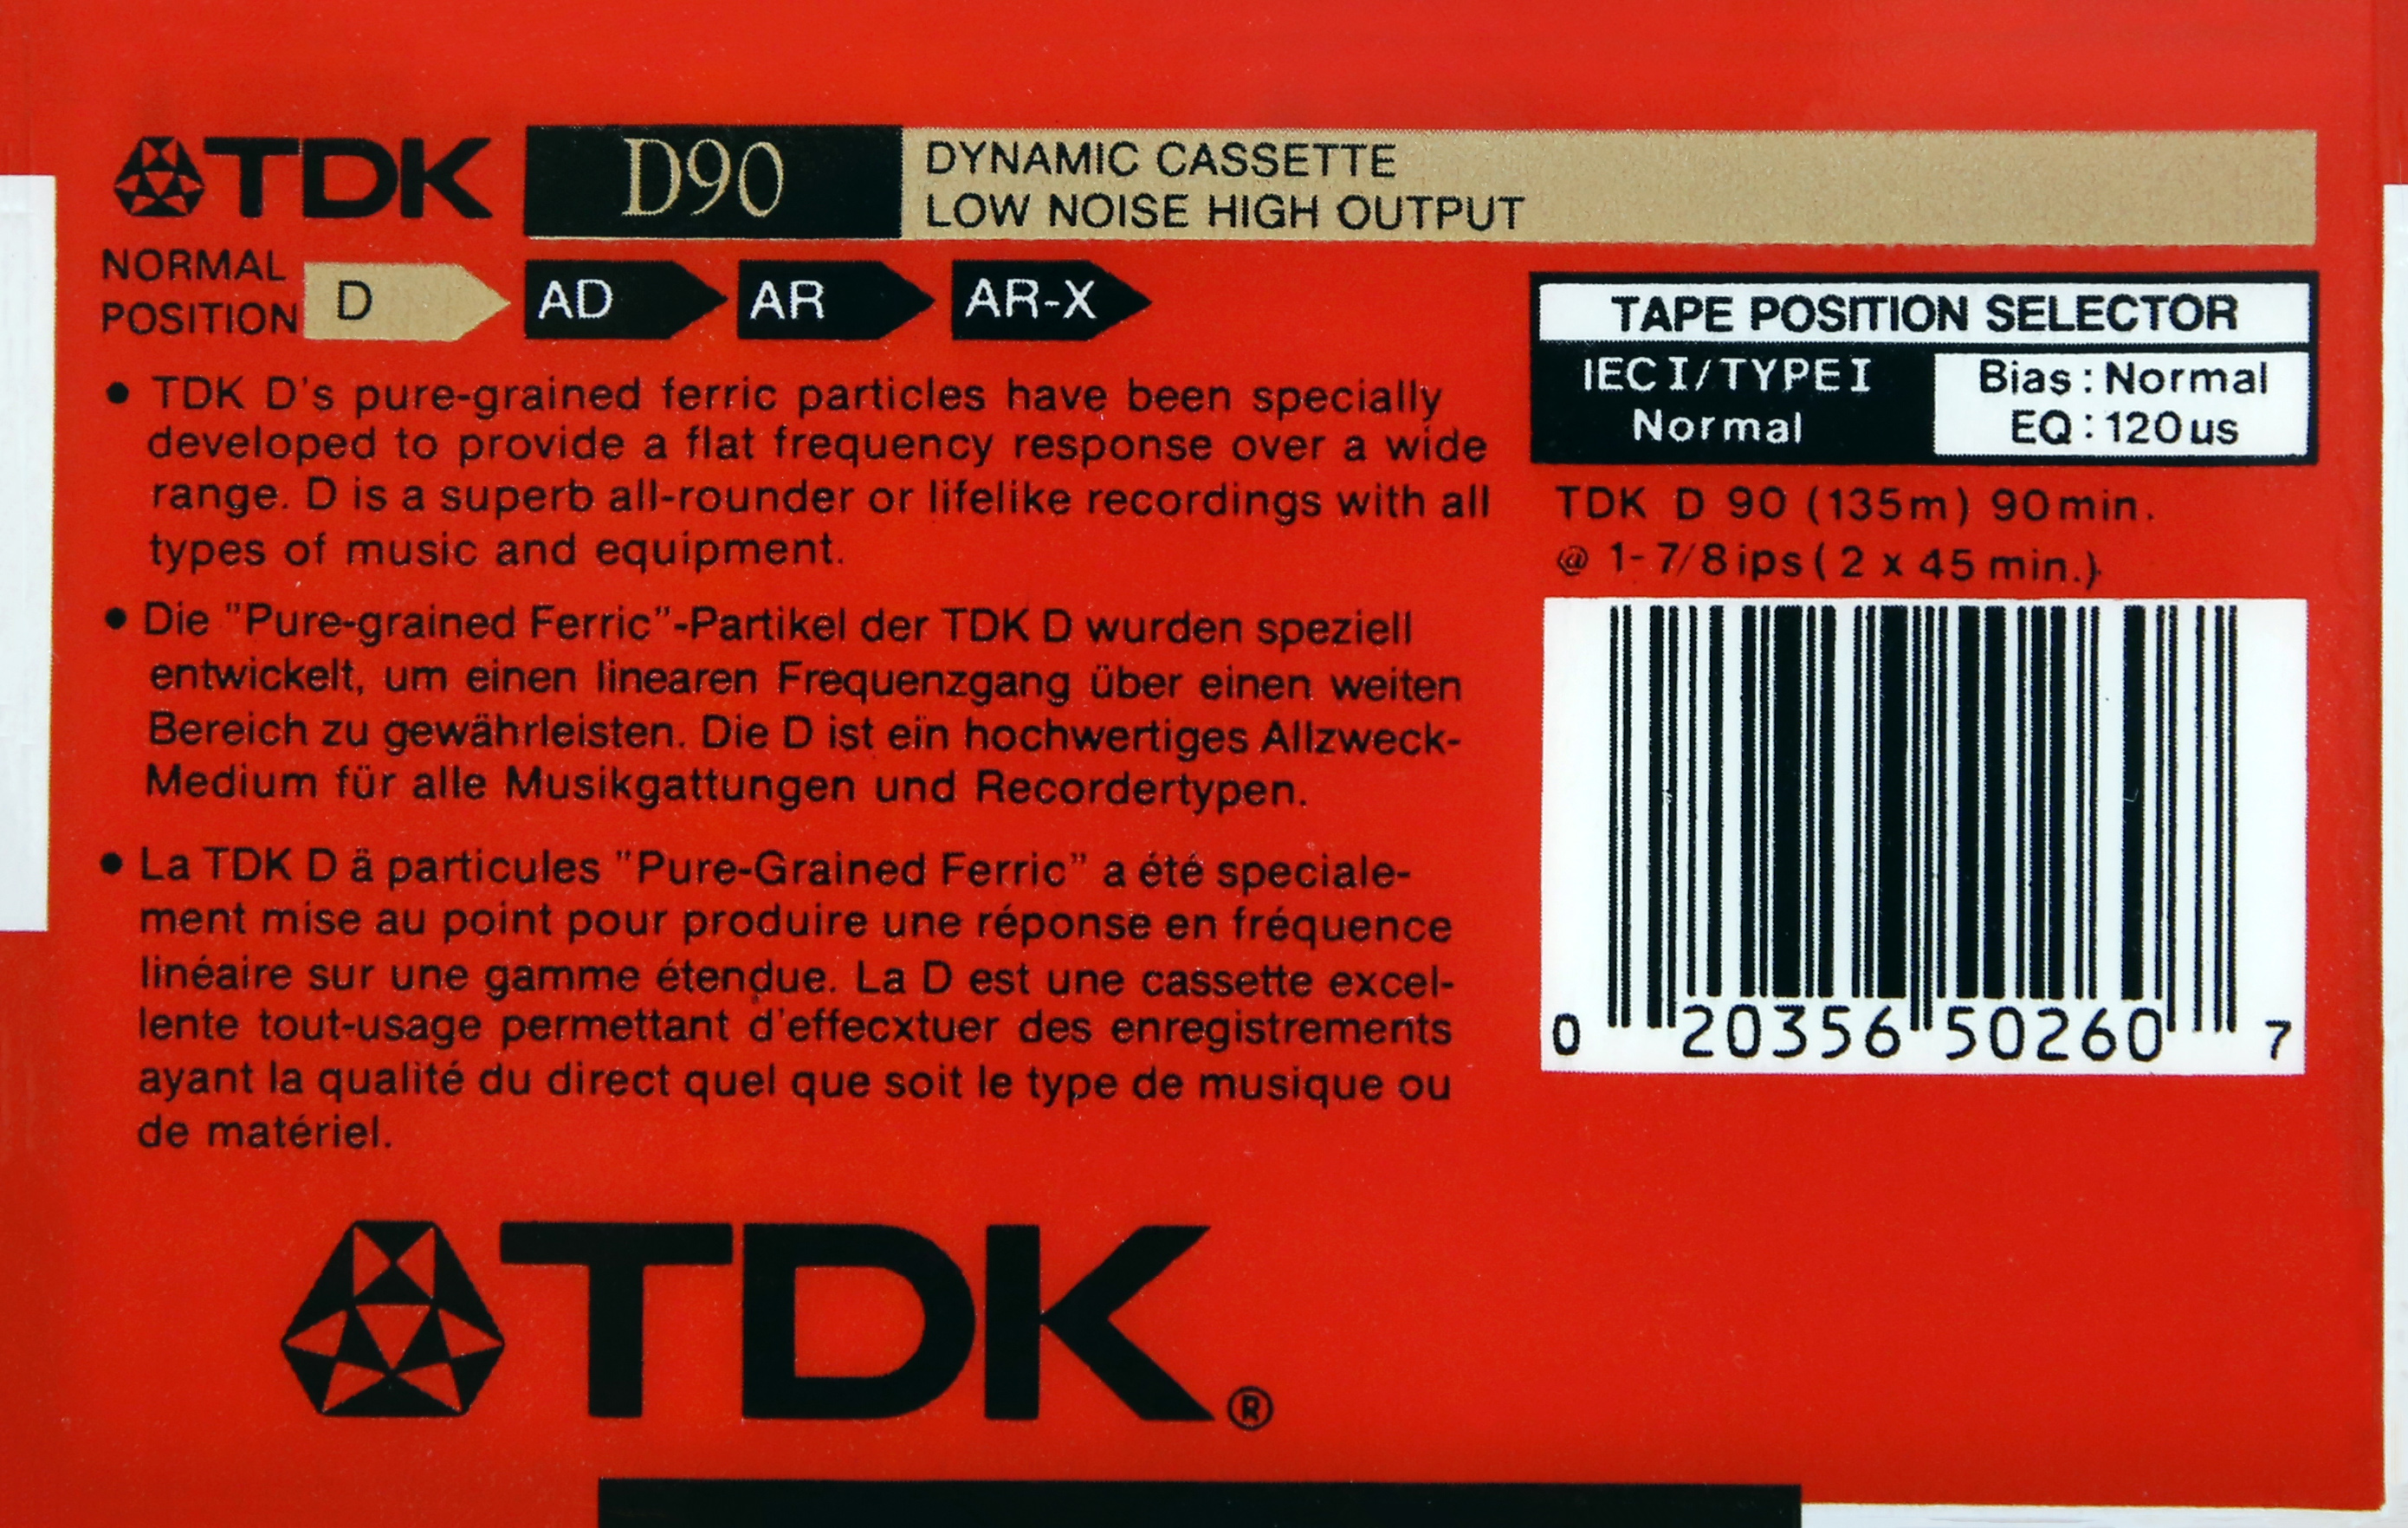 TDK D90 DYNAMIC CASSETTE
LOW NOISE HIGH OUTPUT
NORMAL
POSITION D AD AR AR-X
• TDK D's pure-grained ferric particles have been specially
developed to provide a flat frequency response over a wide
range. D is a superb all-rounder or lifelike recordings with all
types of music and equipment.
• Die "Pure-grained Ferric"-Partikel der TDK D wurden speziell
entwickelt, um einen linearen Frequenzgang über einen weiten
Bereich zu gewährleisten. Die D ist ein hochwertiges Allzweck-
Medium für alle Musikgattungen und Recordertypen.
• La TDK D ä particules "Pure-Grained Ferric" a été speciale-
ment mise au point pour produire une réponse en fréquence
linéaire sur une gamme étendue. La D est une cassette excel-
lente tout-usage permettant d'effecxtuer des enregistrements
ayant la qualité du direct quel que soit le type de musique ou
de matériel.
TAPE POSITION SELECTOR
IEC I/TYPE I
Normal
Bias : Normal
EQ : 120us
TDK D 90 (135m) 90min.
@ 1-7/8ips (2 x 45 min.)
0 20356 50260 7
TDK®